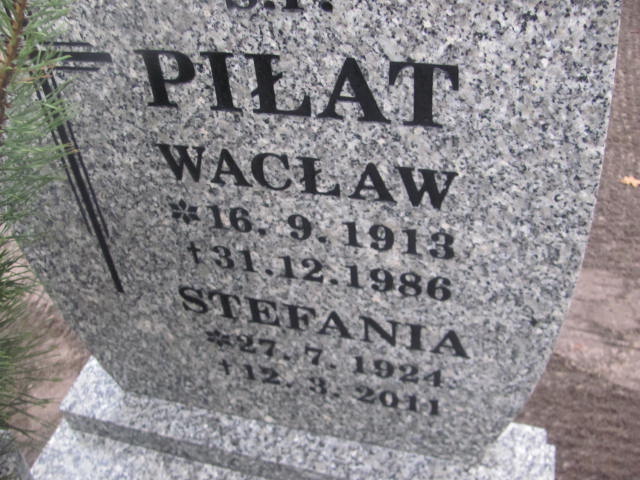 Ś.P.
PIŁAT
WACŁAW
*16. 9. 1913
†31.12.1986
STEFANIA
*27. 7. 1924
†12. 3. 2011